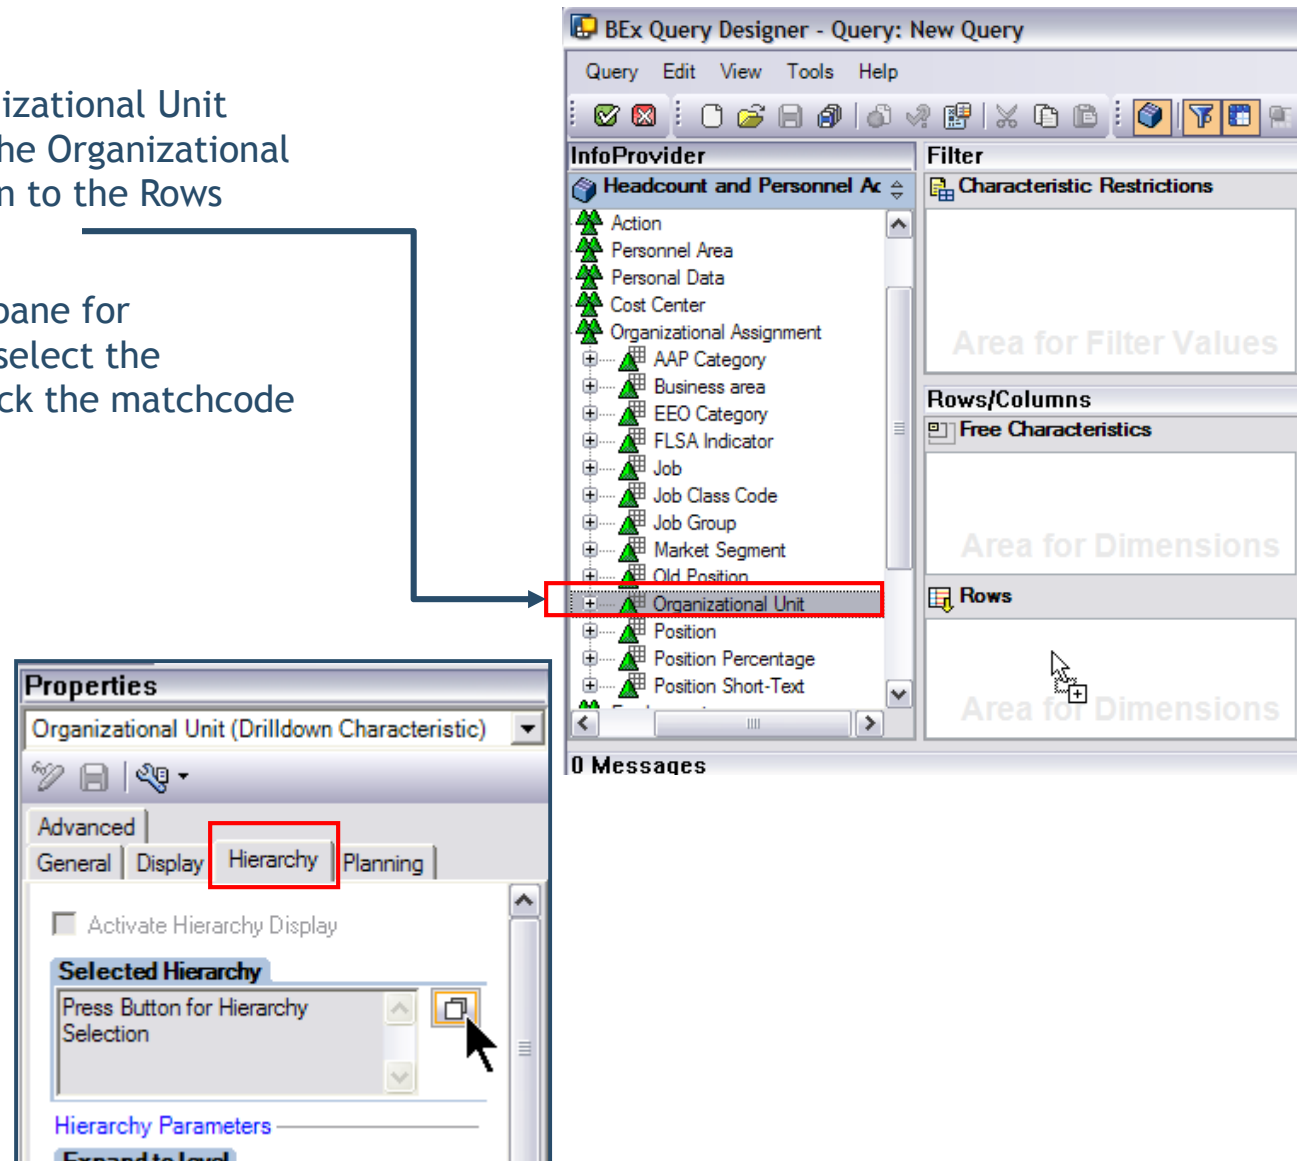 izational Unit
he Organizational
n to the Rows
pane for
select the
ck the matchcode
BEx Query Designer - Query: New Query
Query Edit View Tools Help
InfoProvider
Headcount and Personnel Ac
Action
Personnel Area
Personal Data
Cost Center
Organizational Assignment
AAP Category
Business area
EEO Category
FLSA Indicator
Job
Job Class Code
Job Group
Market Segment
Old Position
Organizational Unit
Position
Position Percentage
Position Short-Text
Filter
Characteristic Restrictions
Area for Filter Values
Rows/Columns
Free Characteristics
Area for Dimensions
Rows
Area for Dimensions
0 Messages
Properties
Organizational Unit (Drilldown Characteristic)
Advanced
General Display Hierarchy Planning
Activate Hierarchy Display
Selected Hierarchy
Press Button for Hierarchy
Selection
Hierarchy Parameters
Expand to level